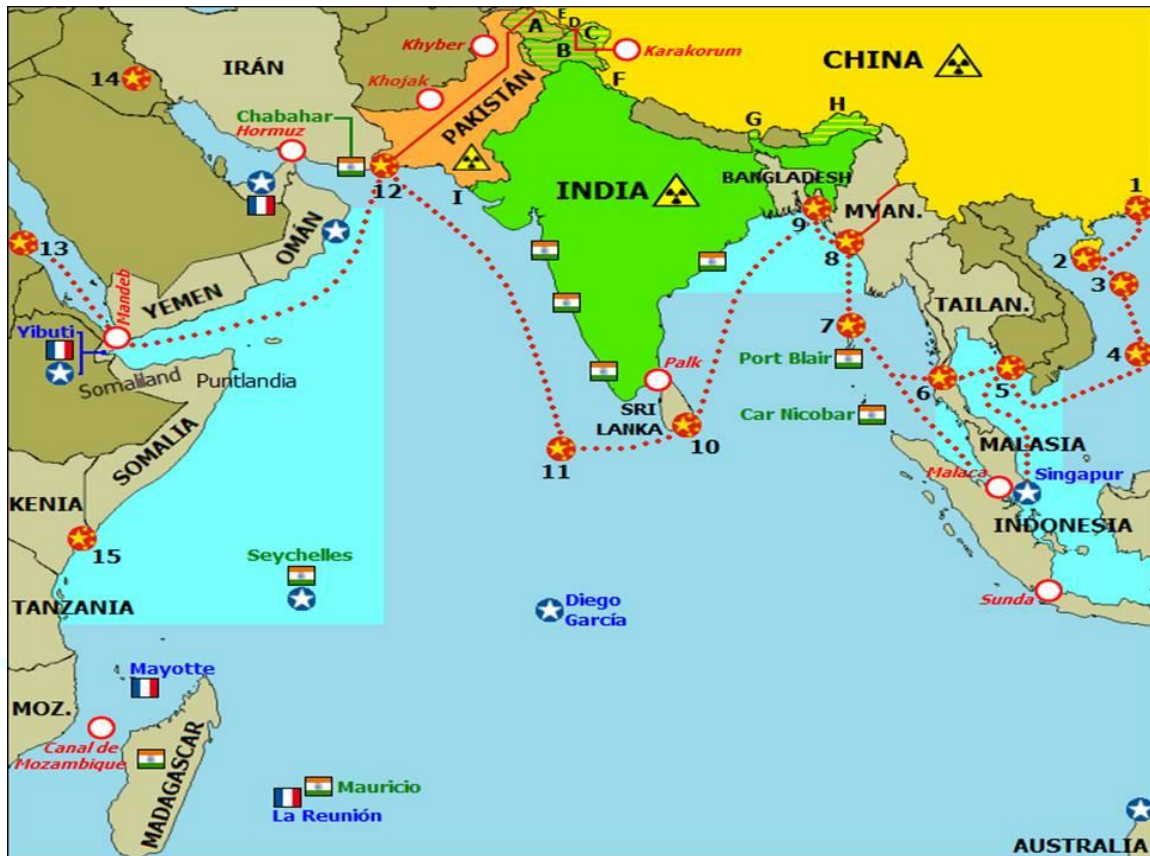 E
D
A
C
B
Khyber
Karakorum
IRÁN
CHINA
14
Khojak
F
PAKISTÁN
H
Chabahar
G
Hormuz
BANGLADESH
INDIA
12
I
1
MYAN.
9
OMÁN
13
8
2
3
YEMEN
TAILAN.
Mandeb
7
Yibuti
4
Port Blair
Palk
Somaliland
Puntlandia
6
5
Car Nicobar
SRI
LANKA
10
MALASIA
11
SOMALIA
Malaca
Singapur
KENIA
INDONESIA
15
Seychelles
TANZANIA
Diego
García
Sunda
Mayotte
MOZ.
Canal de
Mozambique
MADAGASCAR
Mauricio
La Reunión
AUSTRALIA